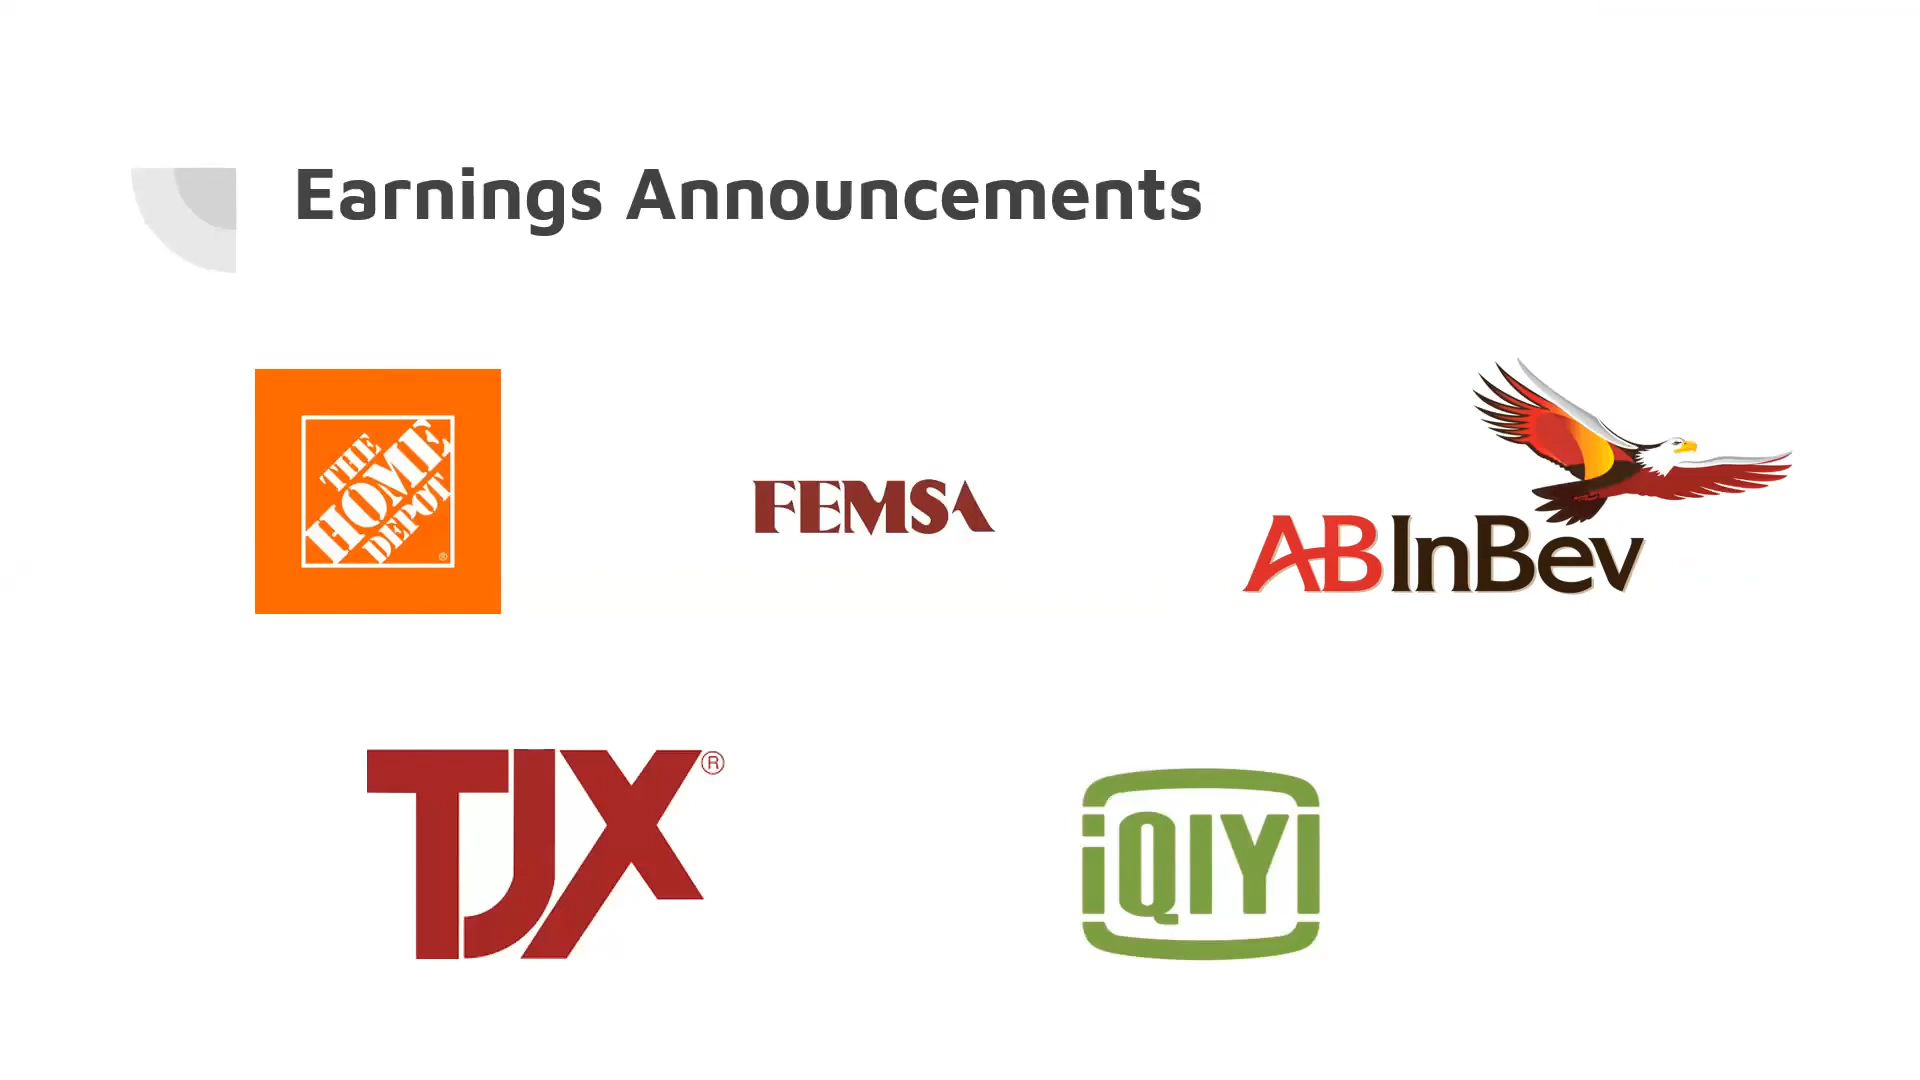 Earnings Announcements
THE
HOME
DEPOT
®
FEMSA
ABInBev
TJX®
iQIYI